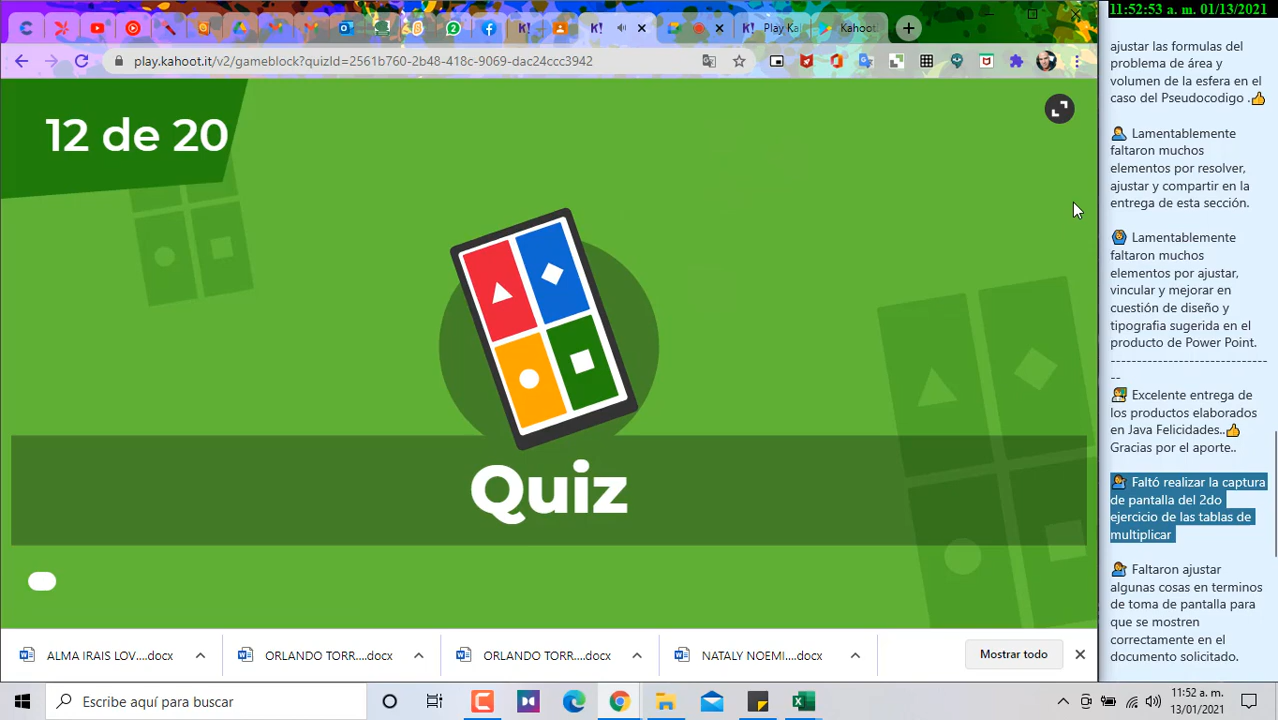 11:52:53 a. m. 01/13/2021
K!
K!
K!
Play Ka
Kahoot
play.kahoot.it/v2/gameblock?quizId=2561b760-2b48-418c-9069-dac24ccc3942
12 de 20
Quiz
ajustar las formulas del
problema de área y
volumen de la esfera en el
caso del Pseudocodigo .👍
Lamentablemente
faltaron muchos
elementos por resolver,
ajustar y compartir en la
entrega de esta sección.
Lamentablemente
faltaron muchos
elementos por ajustar,
vincular y mejorar en
cuestión de diseño y
tipografia sugerida en el
producto de Power Point.
-------------------------------
--
Excelente entrega de
los productos elaborados
en Java Felicidades..👍
Gracias por el aporte..
Faltó realizar la captura
de pantalla del 2do
ejercicio de las tablas de
multiplicar
Faltaron ajustar
algunas cosas en terminos
de toma de pantalla para
que se mostren
correctamente en el
documento solicitado.
ALMA IRAIS LOV....docx
ORLANDO TORR....docx
ORLANDO TORR....docx
NATALY NOEMI....docx
Mostrar todo
Escribe aquí para buscar
11:52 a. m.
13/01/2021